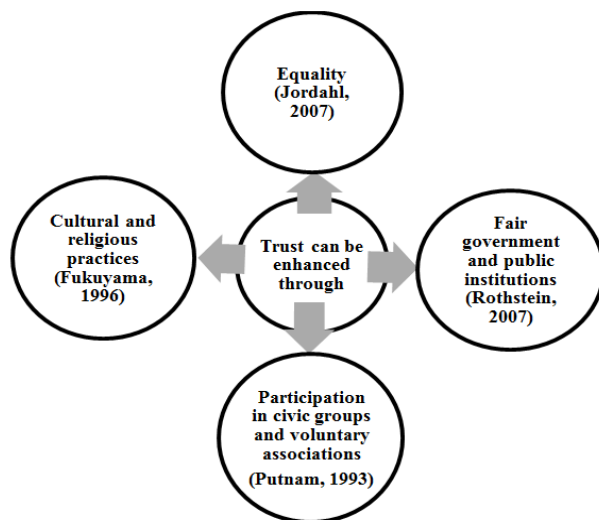 Equality
(Jordahl,
2007)
Cultural and
religious
practices
(Fukuyama,
1996)
Trust can be
enhanced
through
Fair
government
and public
institutions
(Rothstein,
2007)
Participation
in civic groups
and voluntary
associations
(Putnam, 1993)